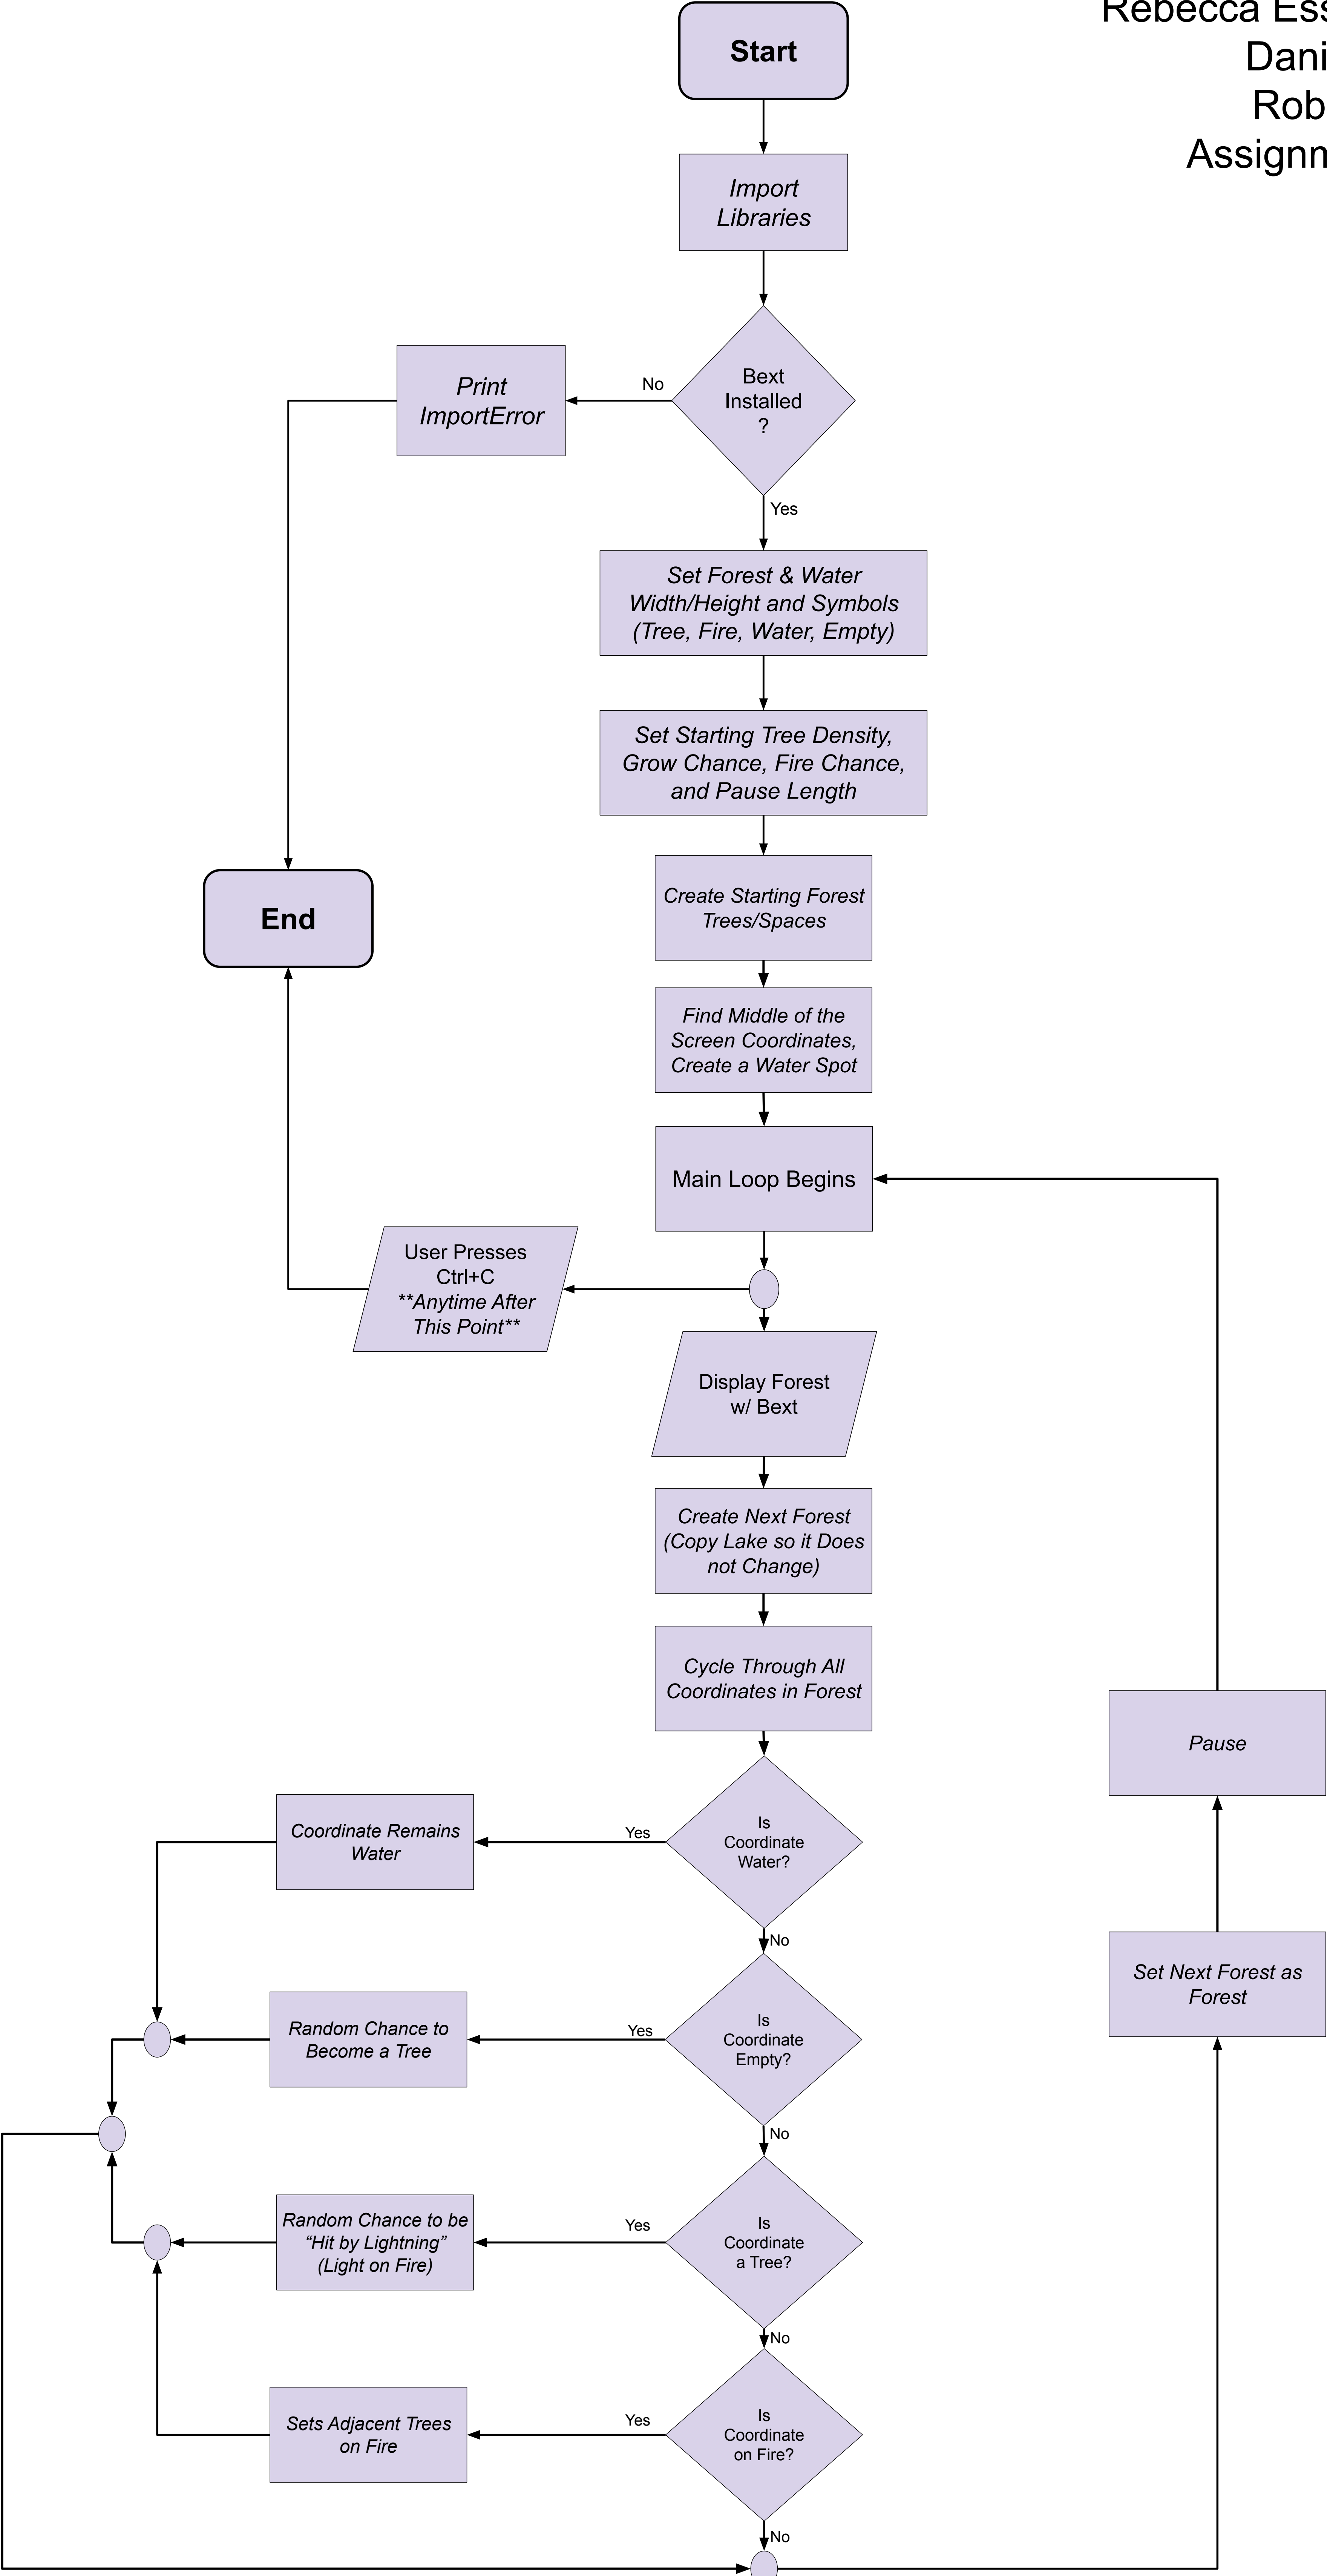 Rebecca
Start
Assignm
Import
Libraries
Bext
Installed
?
No
Print
ImportError
Yes
Set Forest & Water
Width/Height and Symbols
(Tree, Fire, Water, Empty)
Set Starting Tree Density,
Grow Chance, Fire Chance,
and Pause Length
Create Starting Forest
Trees/Spaces
End
Find Middle of the
Screen Coordinates,
Create a Water Spot
Main Loop Begins
User Presses
Ctrl+C
**Anytime After
This Point**
Display Forest
w/ Bext
Create Next Forest
(Copy Lake so it Does
not Change)
Cycle Through All
Coordinates in Forest
Pause
Is
Coordinate
Water?
Yes
Coordinate Remains
Water
No
Set Next Forest as
Forest
Is
Coordinate
Empty?
Yes
Random Chance to
Become a Tree
No
Is
Coordinate
a Tree?
Yes
Random Chance to be
“Hit by Lightning”
(Light on Fire)
No
Is
Coordinate
on Fire?
Yes
Sets Adjacent Trees
on Fire
No